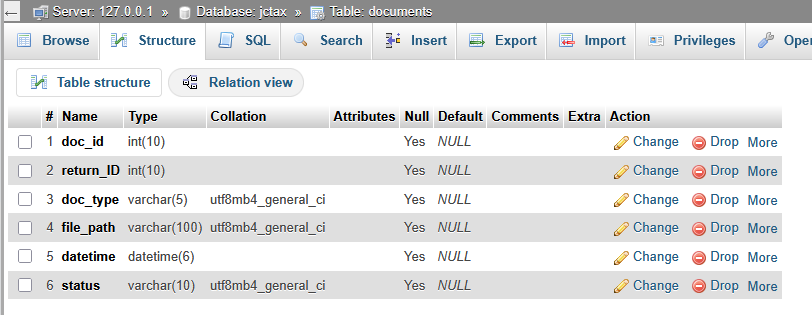 Server: 127.0.0.1 » Database: jctax » Table: documents
Browse Structure SQL Search Insert Export Import Privileges Oper
Table structure Relation view
# Name Type Collation Attributes Null Default Comments Extra Action
1 doc_id int(10) Yes NULL Change Drop More
2 return_ID int(10) Yes NULL Change Drop More
3 doc_type varchar(5) utf8mb4_general_ci Yes NULL Change Drop More
4 file_path varchar(100) utf8mb4_general_ci Yes NULL Change Drop More
5 datetime datetime(6) Yes NULL Change Drop More
6 status varchar(10) utf8mb4_general_ci Yes NULL Change Drop More